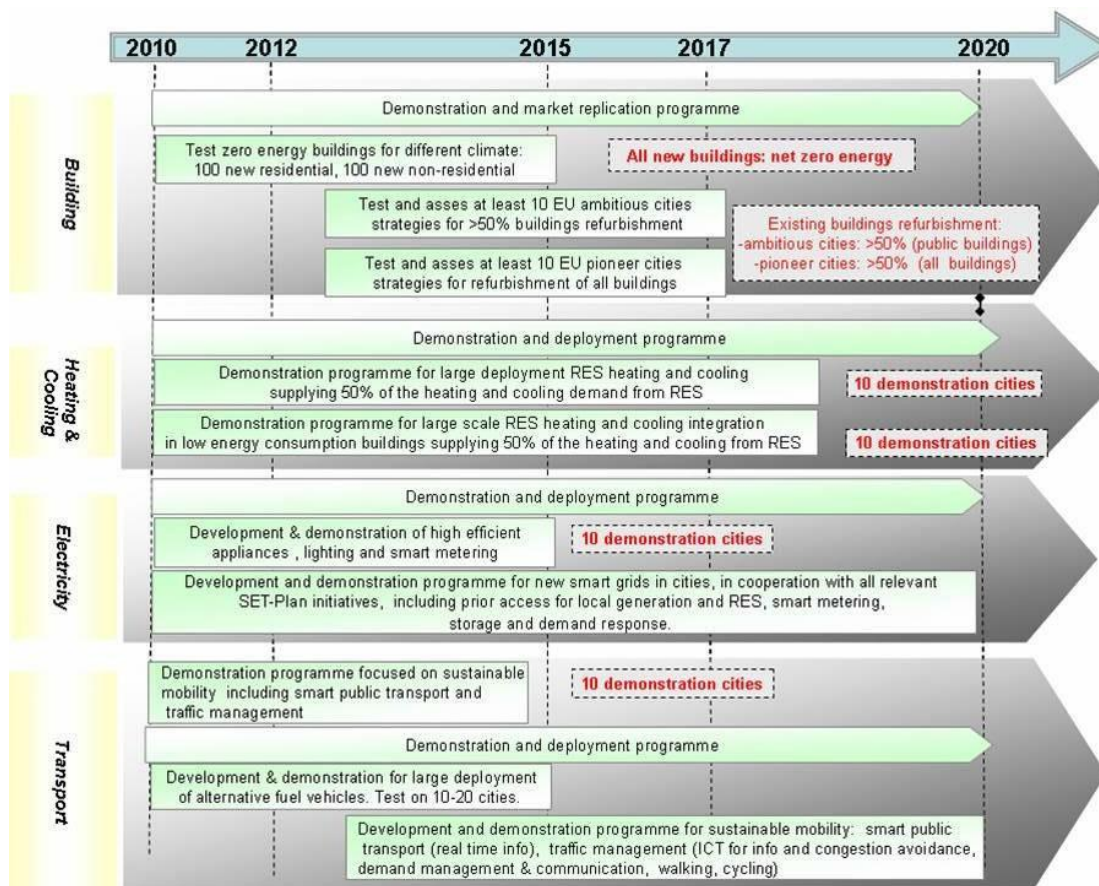 2010 2012 2015 2017 2020
Building
Demonstration and market replication programme
Test zero energy buildings for different climate:
100 new residential, 100 new non-residential
All new buildings: net zero energy
Test and asses at least 10 EU ambitious cities
strategies for >50% buildings refurbishment
Existing buildings refurbishment:
-ambitious cities: >50% (public buildings)
-pioneer cities: >50% (all buildings)
Test and asses at least 10 EU pioneer cities
strategies for refurbishment of all buildings
Heating &
Cooling
Demonstration and deployment programme
Demonstration programme for large deployment RES heating and cooling
supplying 50% of the heating and cooling demand from RES
10 demonstration cities
Demonstration programme for large scale RES heating and cooling integration
in low energy consumption buildings supplying 50% of the heating and cooling from RES
10 demonstration cities
Electricity
Demonstration and deployment programme
Development & demonstration of high efficient
appliances , lighting and smart metering
10 demonstration cities
Development and demonstration programme for new smart grids in cities, in cooperation with all relevant
SET-Plan initiatives, including prior access for local generation and RES, smart metering,
storage and demand response.
Transport
Demonstration programme focused on sustainable
mobility including smart public transport and
traffic management
10 demonstration cities
Demonstration and deployment programme
Development & demonstration for large deployment
of alternative fuel vehicles. Test on 10-20 cities.
Development and demonstration programme for sustainable mobility: smart public
transport (real time info), traffic management (ICT for info and congestion avoidance,
demand management & communication, walking, cycling)